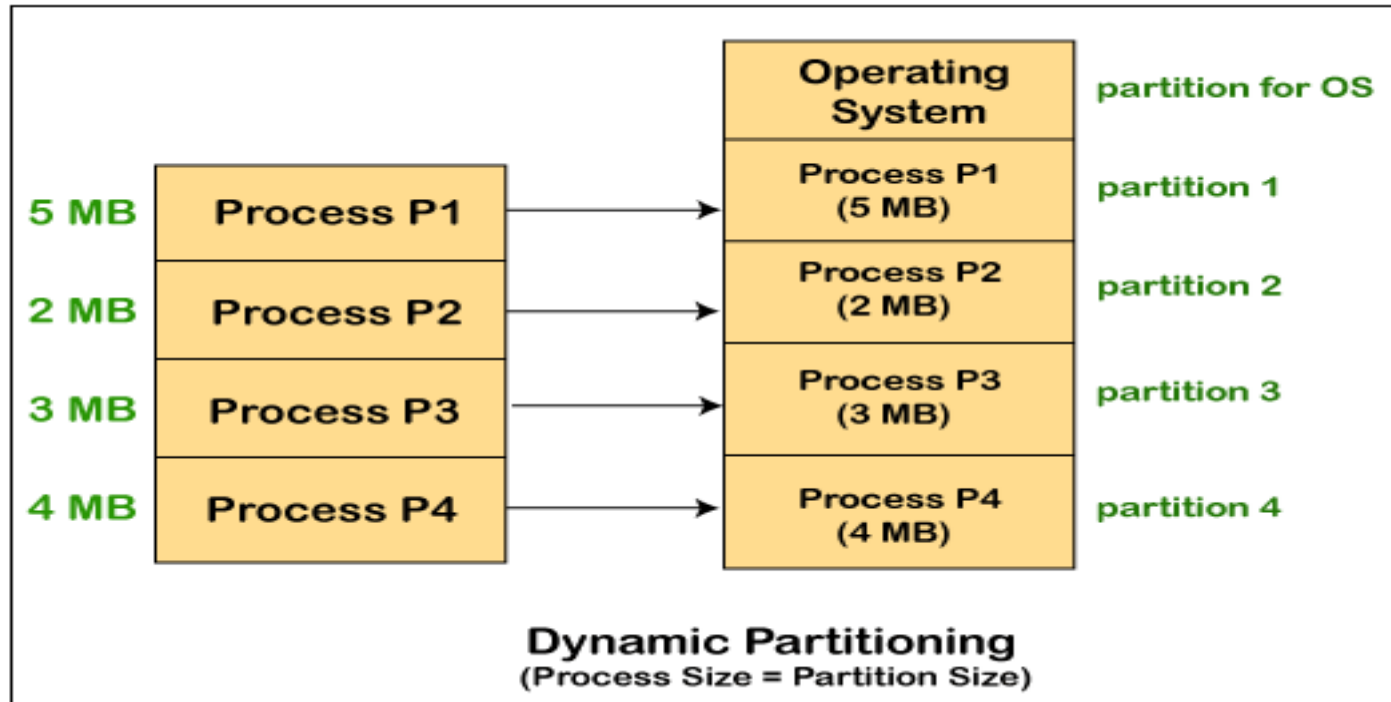 Operating
System
partition for OS
5 MB
Process P1
Process P1
(5 MB)
partition 1
2 MB
Process P2
Process P2
(2 MB)
partition 2
3 MB
Process P3
Process P3
(3 MB)
partition 3
4 MB
Process P4
Process P4
(4 MB)
partition 4
Dynamic Partitioning
(Process Size = Partition Size)